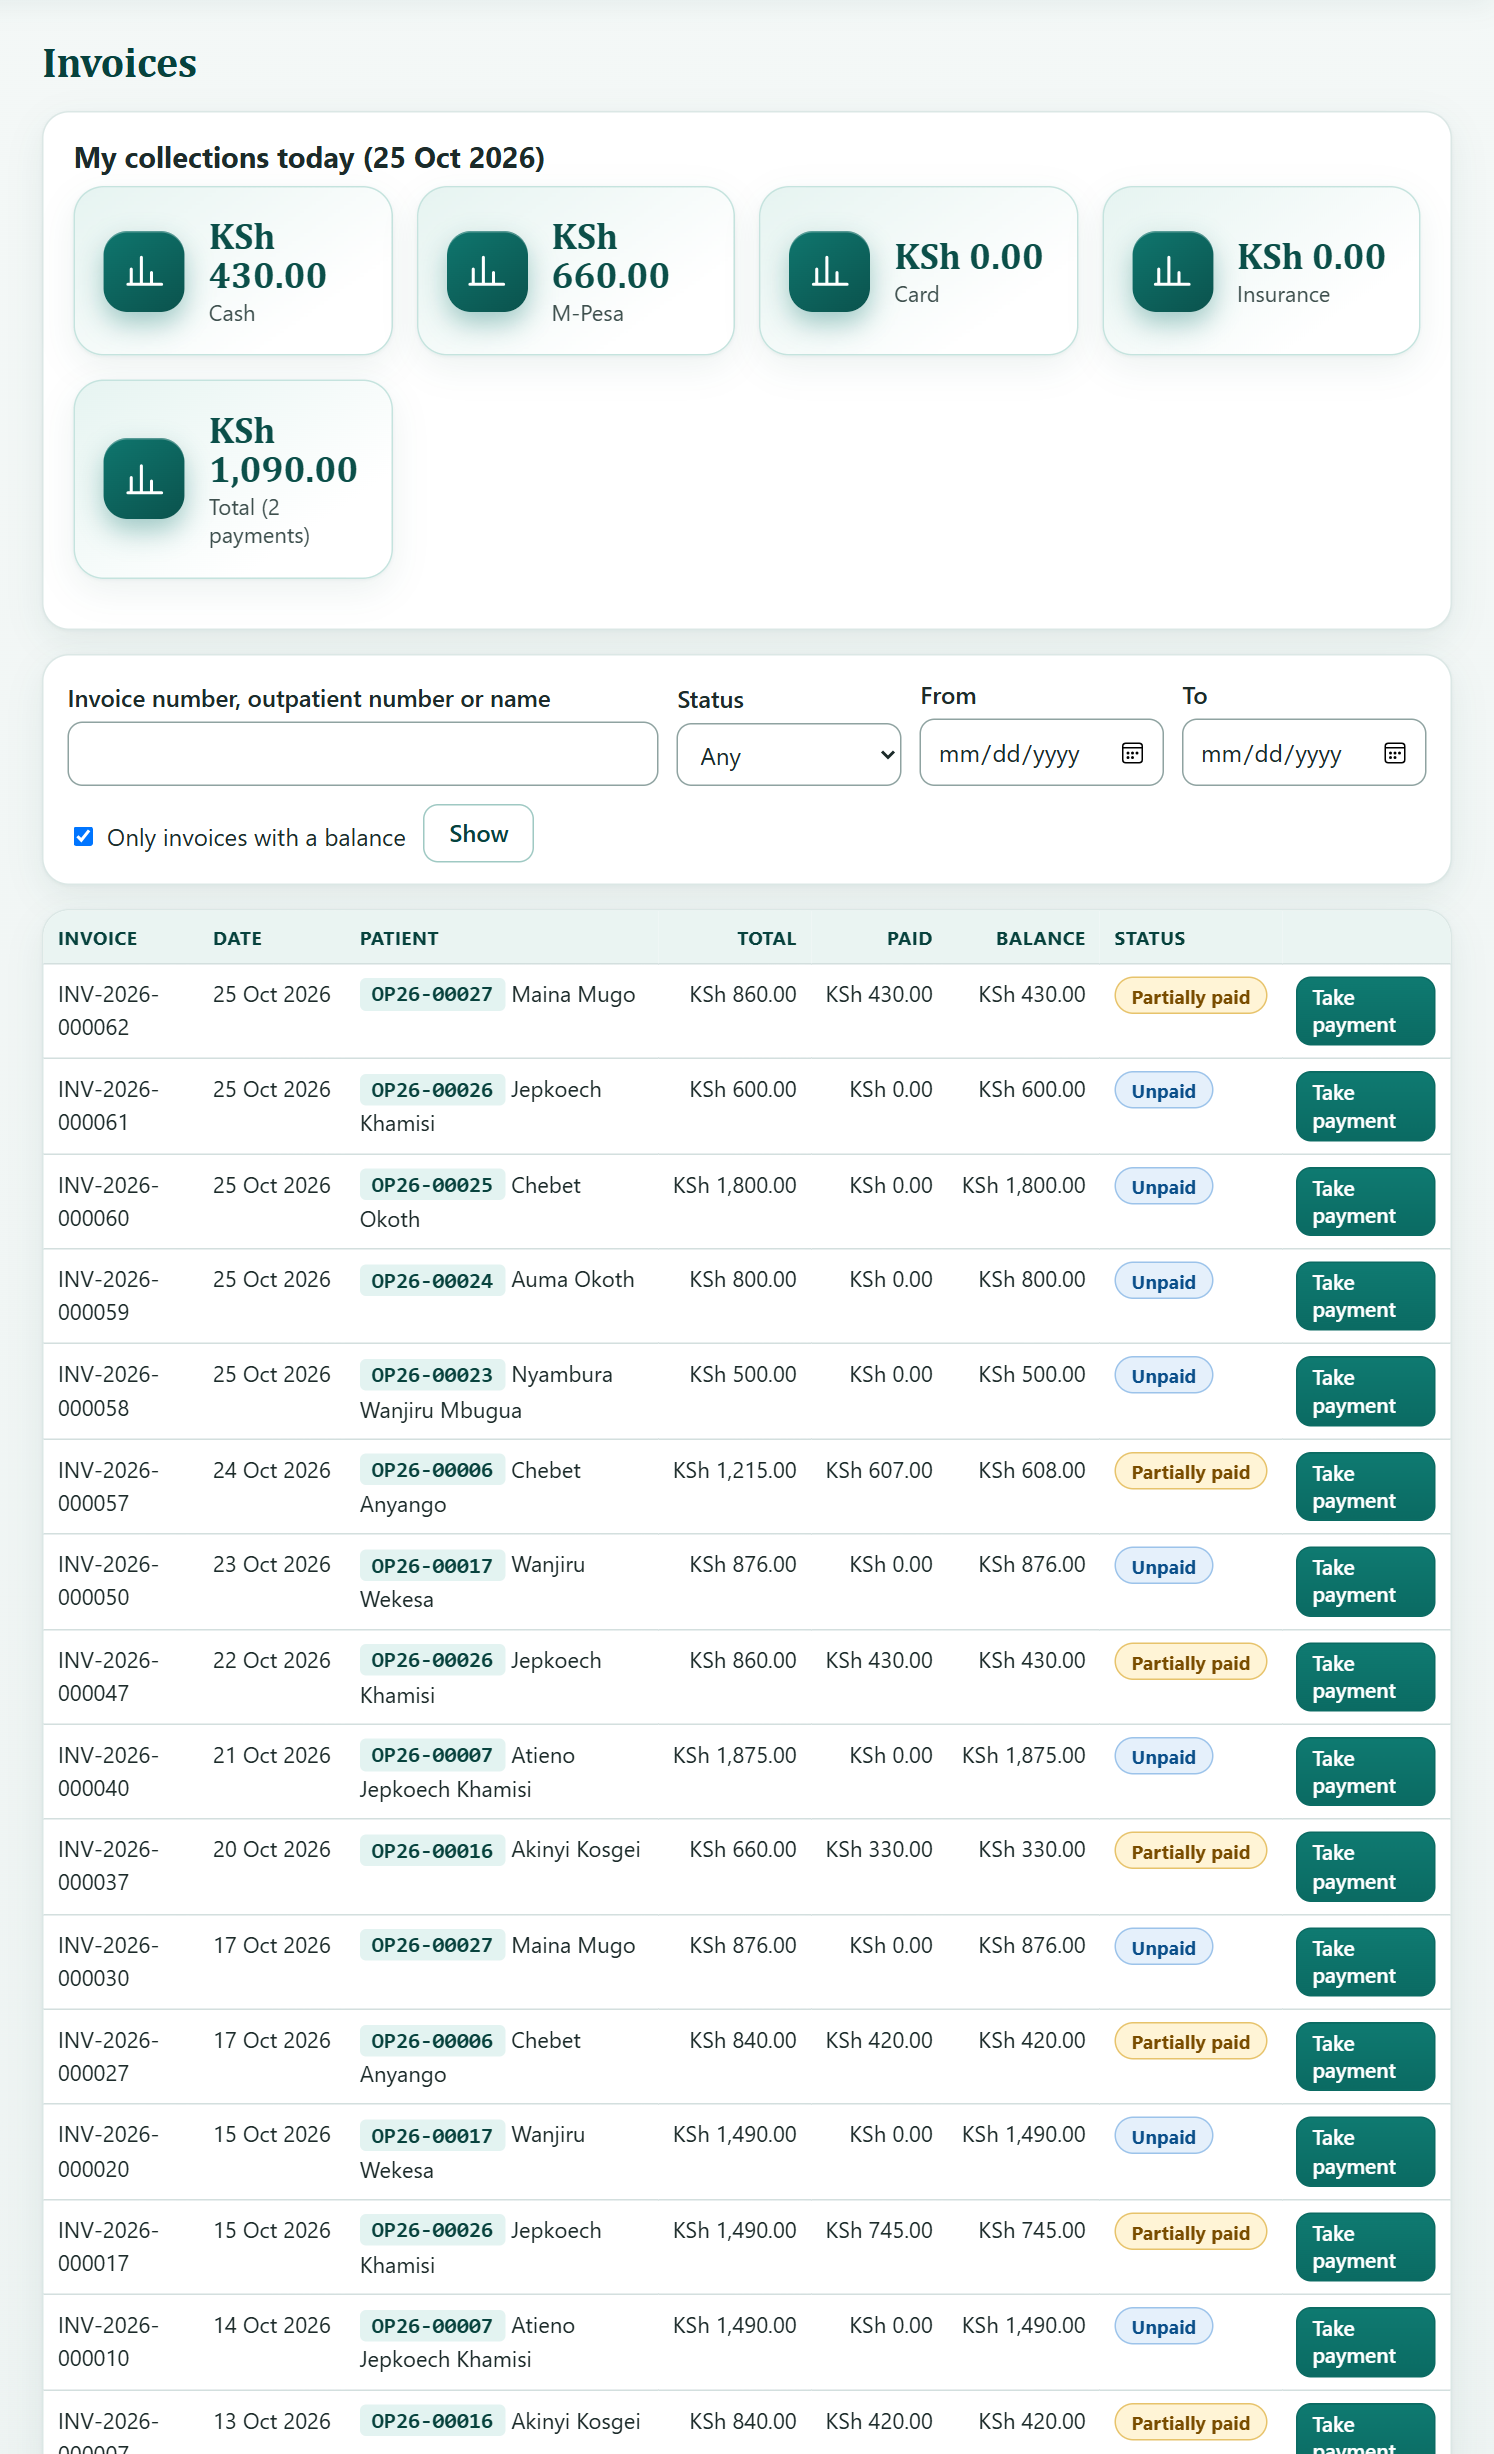 Invoices
My collections today (25 Oct 2026)
KSh
430.00
Cash
KSh
660.00
M-Pesa
KSh 0.00
Card
KSh 0.00
Insurance
KSh
1,090.00
Total (2
payments)
Invoice number, outpatient number or name
Status
From
To
Any
mm/dd/yyyy
mm/dd/yyyy
Only invoices with a balance
Show
INVOICE DATE PATIENT TOTAL PAID BALANCE STATUS
INV-2026- 25 Oct 2026 OP26-00027 Maina Mugo KSh 860.00 KSh 430.00 KSh 430.00 Partially paid Take
000062 payment
INV-2026- 25 Oct 2026 OP26-00026 Jepkoech KSh 600.00 KSh 0.00 KSh 600.00 Unpaid Take
000061 Khamisi payment
INV-2026- 25 Oct 2026 OP26-00025 Chebet KSh 1,800.00 KSh 0.00 KSh 1,800.00 Unpaid Take
000060 Okoth payment
INV-2026- 25 Oct 2026 OP26-00024 Auma Okoth KSh 800.00 KSh 0.00 KSh 800.00 Unpaid Take
000059 payment
INV-2026- 25 Oct 2026 OP26-00023 Nyambura KSh 500.00 KSh 0.00 KSh 500.00 Unpaid Take
000058 Wanjiru Mbugua payment
INV-2026- 24 Oct 2026 OP26-00006 Chebet KSh 1,215.00 KSh 607.00 KSh 608.00 Partially paid Take
000057 Anyango payment
INV-2026- 23 Oct 2026 OP26-00017 Wanjiru KSh 876.00 KSh 0.00 KSh 876.00 Unpaid Take
000050 Wekesa payment
INV-2026- 22 Oct 2026 OP26-00026 Jepkoech KSh 860.00 KSh 430.00 KSh 430.00 Partially paid Take
000047 Khamisi payment
INV-2026- 21 Oct 2026 OP26-00007 Atieno KSh 1,875.00 KSh 0.00 KSh 1,875.00 Unpaid Take
000040 Jepkoech Khamisi payment
INV-2026- 20 Oct 2026 OP26-00016 Akinyi Kosgei KSh 660.00 KSh 330.00 KSh 330.00 Partially paid Take
000037 payment
INV-2026- 17 Oct 2026 OP26-00027 Maina Mugo KSh 876.00 KSh 0.00 KSh 876.00 Unpaid Take
000030 payment
INV-2026- 17 Oct 2026 OP26-00006 Chebet KSh 840.00 KSh 420.00 KSh 420.00 Partially paid Take
000027 Anyango payment
INV-2026- 15 Oct 2026 OP26-00017 Wanjiru KSh 1,490.00 KSh 0.00 KSh 1,490.00 Unpaid Take
000020 Wekesa payment
INV-2026- 15 Oct 2026 OP26-00026 Jepkoech KSh 1,490.00 KSh 745.00 KSh 745.00 Partially paid Take
000017 Khamisi payment
INV-2026- 14 Oct 2026 OP26-00007 Atieno KSh 1,490.00 KSh 0.00 KSh 1,490.00 Unpaid Take
000010 Jepkoech Khamisi payment
INV-2026- 13 Oct 2026 OP26-00016 Akinyi Kosgei KSh 840.00 KSh 420.00 KSh 420.00 Partially paid Take
payment